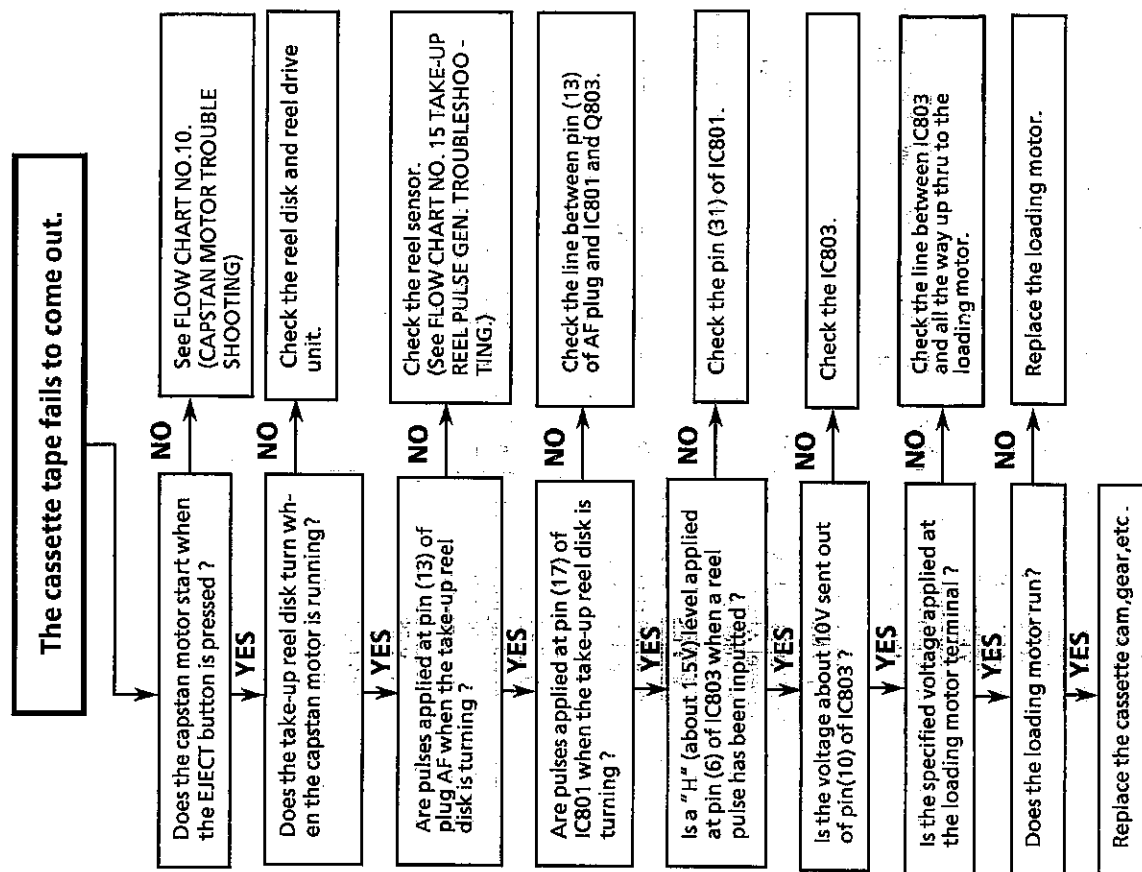 The cassette tape fails to come out.
Does the capstan motor start when
the EJECT button is pressed ?
NO
See FLOW CHART NO.10.
(CAPSTAN MOTOR TROUBLE
SHOOTING)
YES
Does the take-up reel disk turn wh-
en the capstan motor is running ?
NO
Check the reel disk and reel drive
unit.
YES
Are pulses applied at pin (13) of
plug AF when the take-up reel
disk is turning ?
NO
Check the reel sensor.
(See FLOW CHART NO. 15 TAKE-UP
REEL PULSE GEN. TROUBLESHOO -
TING.)
YES
Are pulses applied at pin (17) of
IC801 when the take-up reel disk is
turning ?
NO
Check the line between pin (13)
of AF plug and IC801 and Q803.
YES
Is a "H" (about 1.5V) level applied
at pin (6) of IC803 when a reel
pulse has been inputted ?
NO
Check the pin (31) of IC801.
YES
Is the voltage about 10V sent out
of pin(10) of IC803 ?
NO
Check the IC803.
YES
Is the specified voltage applied at
the loading motor terminal ?
NO
Check the line between IC803
and all the way up thru to the
loading motor.
YES
Does the loading motor run ?
NO
Replace the loading motor.
YES
Replace the cassette cam,gear,etc -